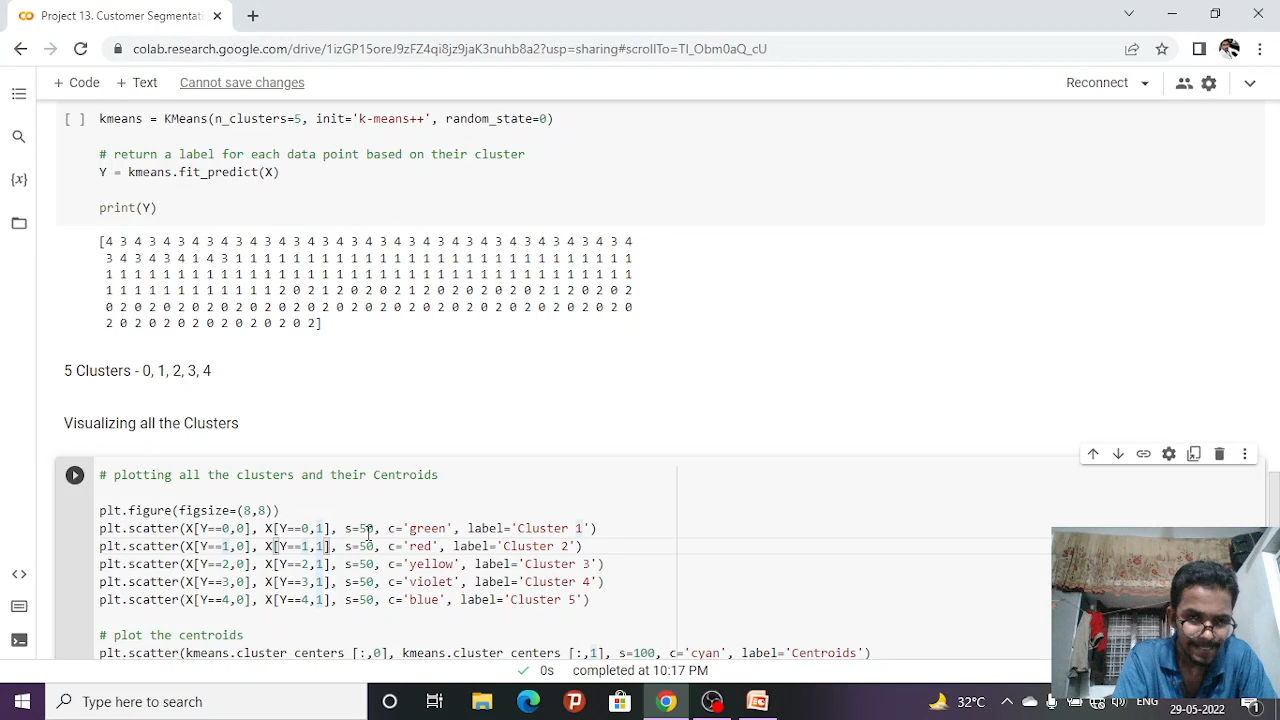 Project 13. Customer Segmentati
colab.research.google.com/drive/1izGP15oreJ9zFZ4qi8jz9jaK3nuhb8a2?usp=sharing#scrollTo=TI_Obm0aQ_cU
+ Code + Text Cannot save changes Reconnect
[ ] kmeans = KMeans(n_clusters=5, init='k-means++', random_state=0)
# return a label for each data point based on their cluster
Y = kmeans.fit_predict(X)
print(Y)
[4 3 4 3 4 3 4 3 4 3 4 3 4 3 4 3 4 3 4 3 4 3 4 3 4 3 4 3 4 3 4 3 4 3 4 3 4
3 4 3 4 3 4 1 4 3 1 1 1 1 1 1 1 1 1 1 1 1 1 1 1 1 1 1 1 1 1 1 1 1 1 1 1
1 1 1 1 1 1 1 1 1 1 1 1 1 1 1 1 1 1 1 1 1 1 1 1 1 1 1 1 1 1 1 1 1 1 1 1 1
1 1 1 1 1 1 1 1 1 1 1 1 2 0 2 1 2 0 2 0 2 1 2 0 2 0 2 0 2 0 2 1 2 0 2 0 2
0 2 0 2 0 2 0 2 0 2 0 2 0 2 0 2 0 2 0 2 0 2 0 2 0 2 0 2 0 2 0 2 0 2 0 2 0
2 0 2 0 2 0 2 0 2 0 2 0 2 0 2]
5 Clusters - 0, 1, 2, 3, 4
Visualizing all the Clusters
# plotting all the clusters and their Centroids
plt.figure(figsize=(8,8))
plt.scatter(X[Y==0,0], X[Y==0,1], s=50, c='green', label='Cluster 1')
plt.scatter(X[Y==1,0], X[Y==1,1], s=50, c='red', label='Cluster 2')
plt.scatter(X[Y==2,0], X[Y==2,1], s=50, c='yellow', label='Cluster 3')
plt.scatter(X[Y==3,0], X[Y==3,1], s=50, c='violet', label='Cluster 4')
plt.scatter(X[Y==4,0], X[Y==4,1], s=50, c='blue', label='Cluster 5')
# plot the centroids
plt.scatter(kmeans.cluster_centers_[:,0], kmeans.cluster_centers_[:,1], s=100, c='cyan', label='Centroids')
0s completed at 10:17 PM
Type here to search
32°C
29-05-2022